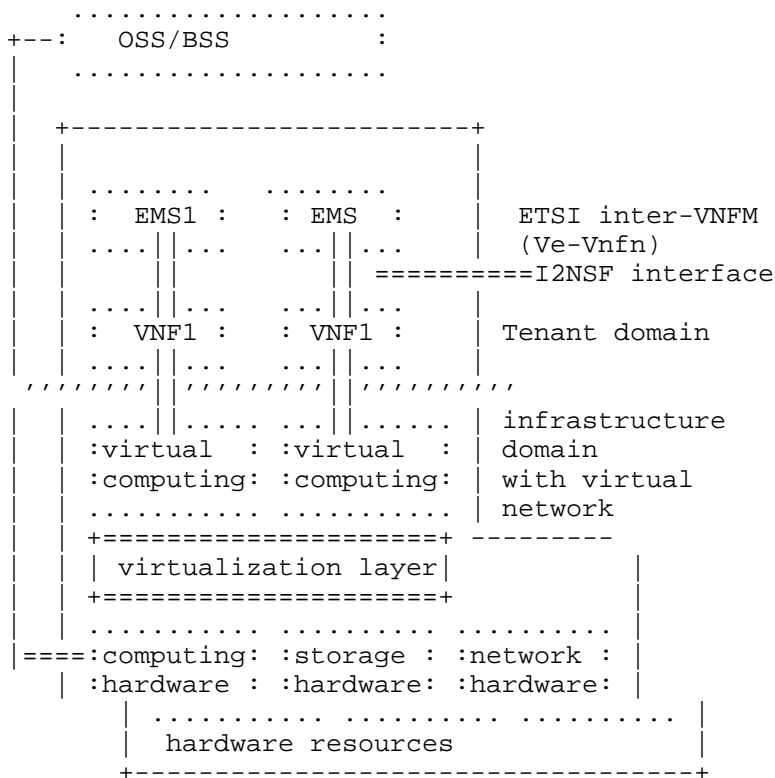 OSS/BSS
EMS1 EMS ETSI inter-VNFM
(Ve-Vnfn)
I2NSF interface
VNF1 VNF1 Tenant domain
infrastructure
virtual virtual domain
computing computing with virtual
network
virtualization layer
computing storage network
hardware hardware hardware
hardware resources